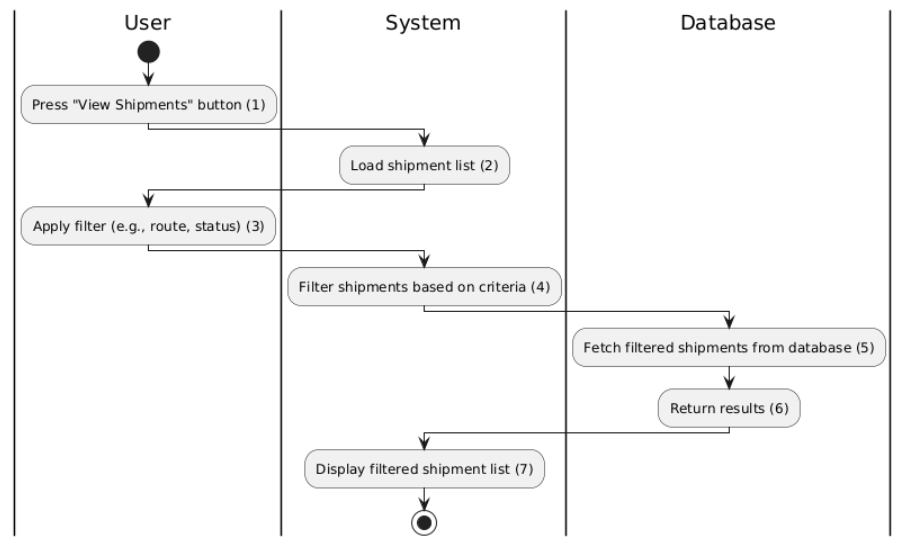 User
System
Database
Press "View Shipments" button (1)
Load shipment list (2)
Apply filter (e.g., route, status) (3)
Filter shipments based on criteria (4)
Fetch filtered shipments from database (5)
Return results (6)
Display filtered shipment list (7)